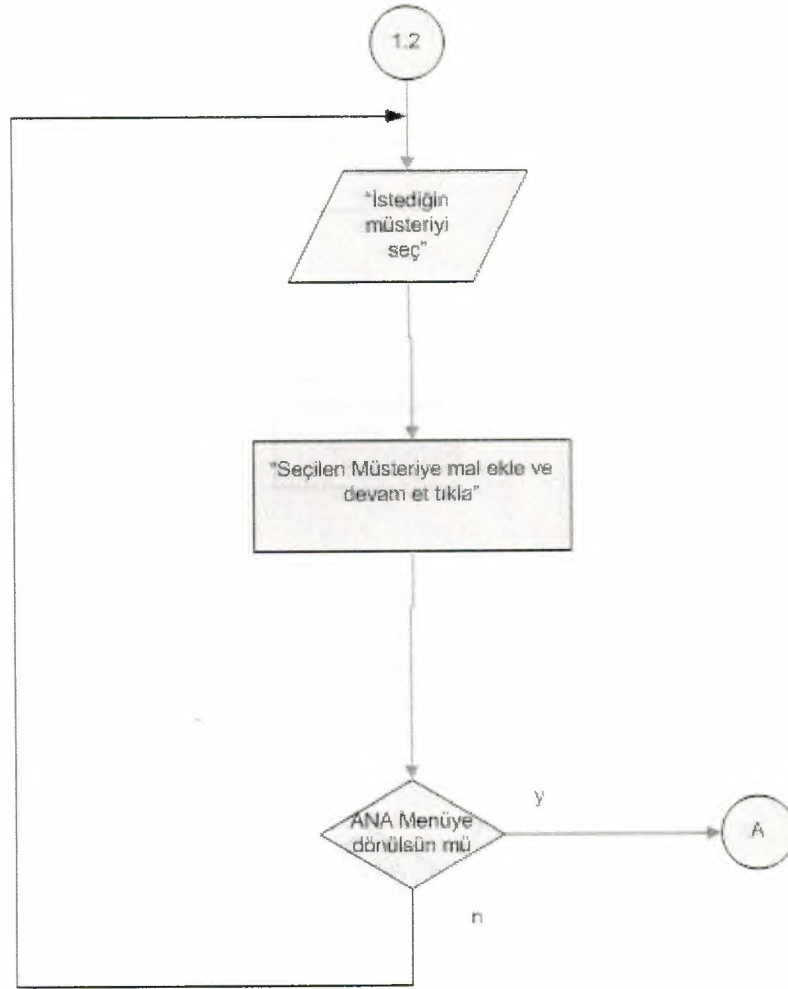 1.2
"İstediğin
müsteriyi
seç"
"Seçilen Müsteriye mal ekle ve
devam et tıkla"
y
ANA Menüye
dönülsün mü
A
n